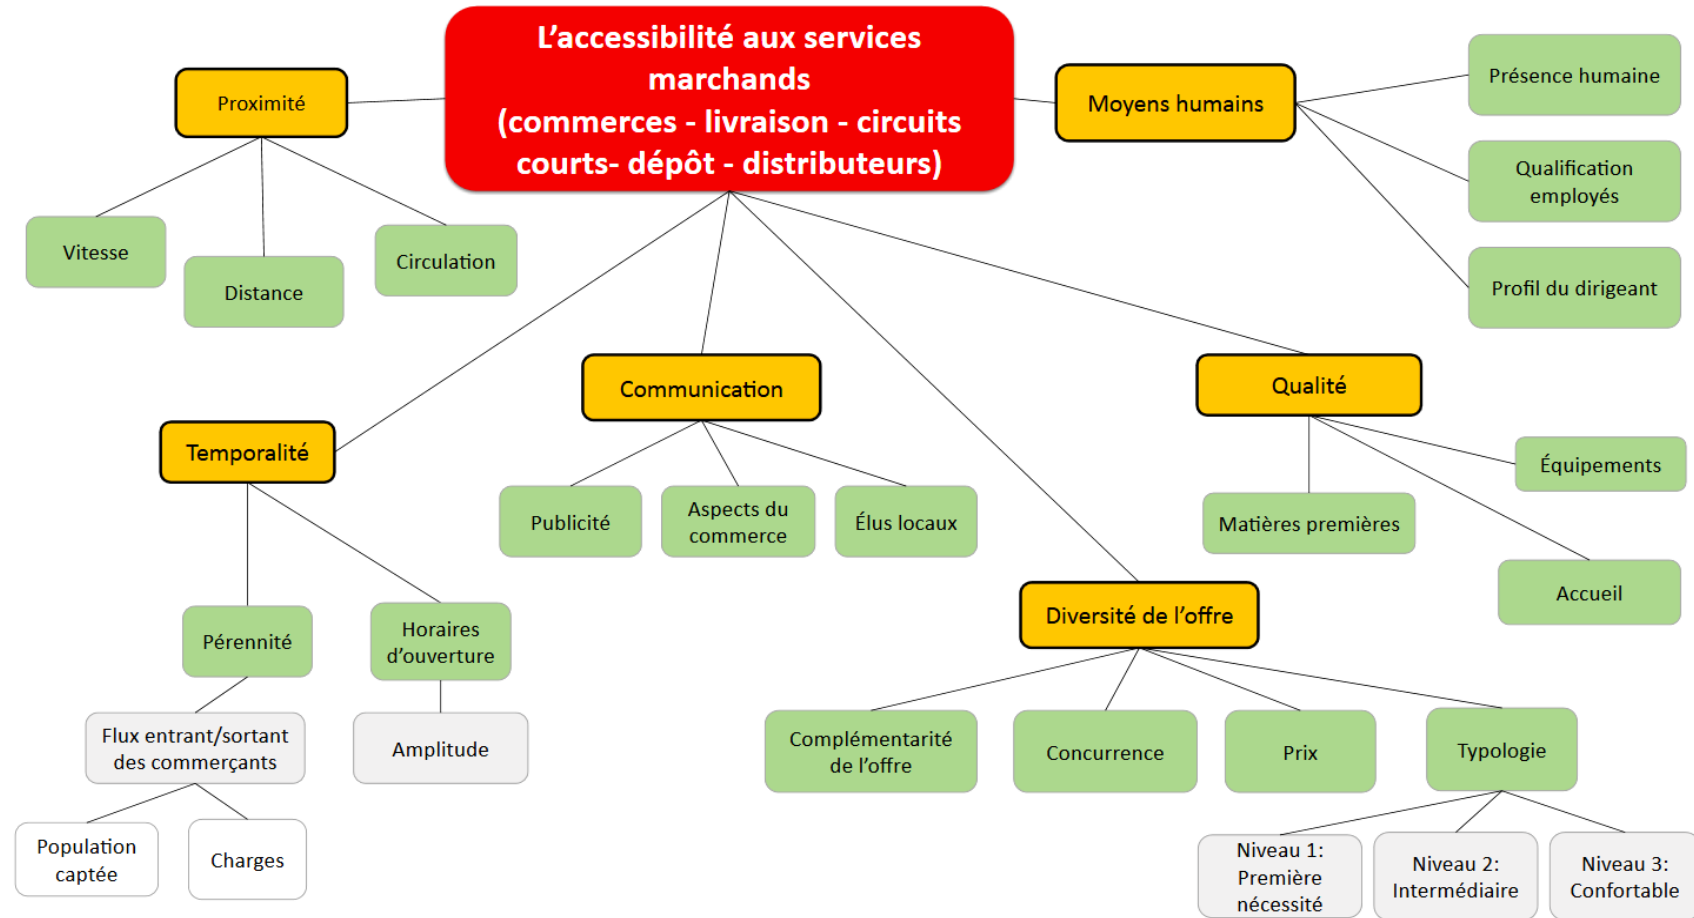 L’accessibilité aux services
marchands
(commerces - livraison - circuits
courts- dépôt - distributeurs)
Proximité
Vitesse
Distance
Circulation
Moyens humains
Présence humaine
Qualification
employés
Profil du dirigeant
Temporalité
Pérennité
Horaires
d’ouverture
Flux entrant/sortant
des commerçants
Amplitude
Population
captée
Charges
Communication
Publicité
Aspects du
commerce
Élus locaux
Qualité
Matières premières
Équipements
Accueil
Diversité de l’offre
Complémentarité
de l’offre
Concurrence
Prix
Typologie
Niveau 1:
Première
nécessité
Niveau 2:
Intermédiaire
Niveau 3:
Confortable